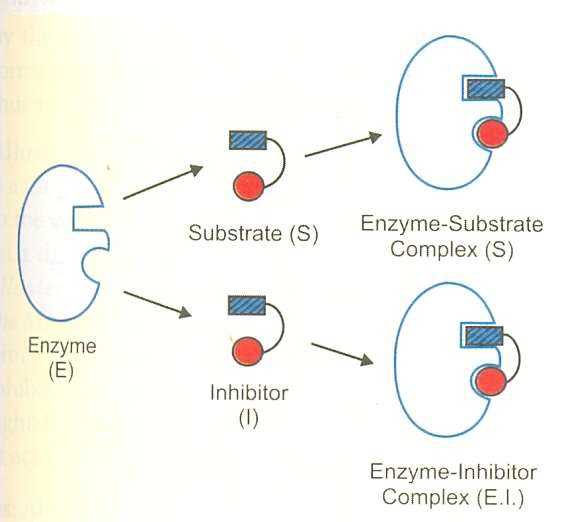 Substrate (S)
Enzyme-Substrate
Complex (S)
Enzyme
(E)
Inhibitor
(I)
Enzyme-Inhibitor
Complex (E.I.)